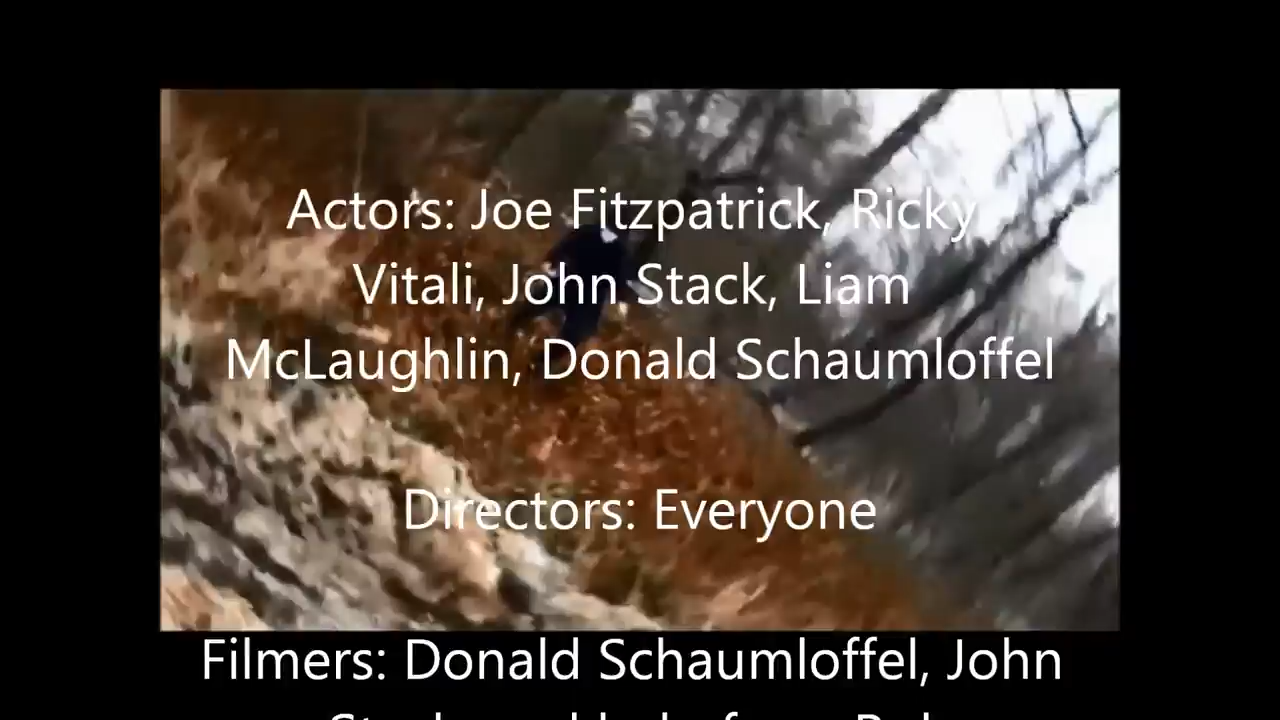 Actors: Joe Fitzpatrick, Ricky
Vitali, John Stack, Liam
McLaughlin, Donald Schaumloffel
Directors: Everyone
Filmers: Donald Schaumloffel, John